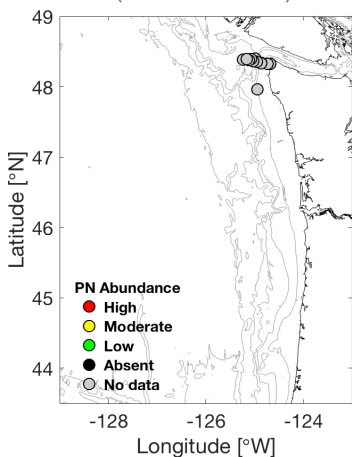 49
48
47
46
45
44
Latitude [°N]
PN Abundance
High
Moderate
Low
Absent
No data
-128
-126
-124
-122
Longitude [°W]